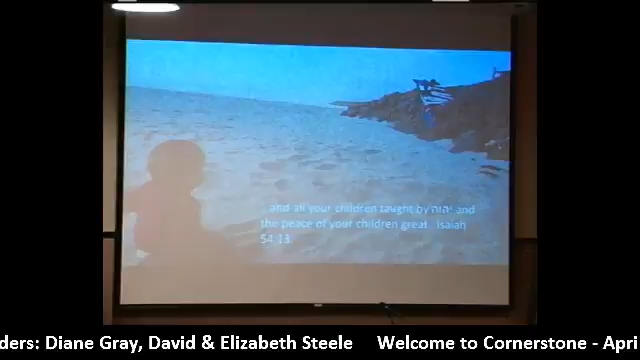 and all your children taught by יהוה and
the peace of your children great Isaiah
54:13
ders: Diane Gray, David & Elizabeth Steele Welcome to Cornerstone - Apri